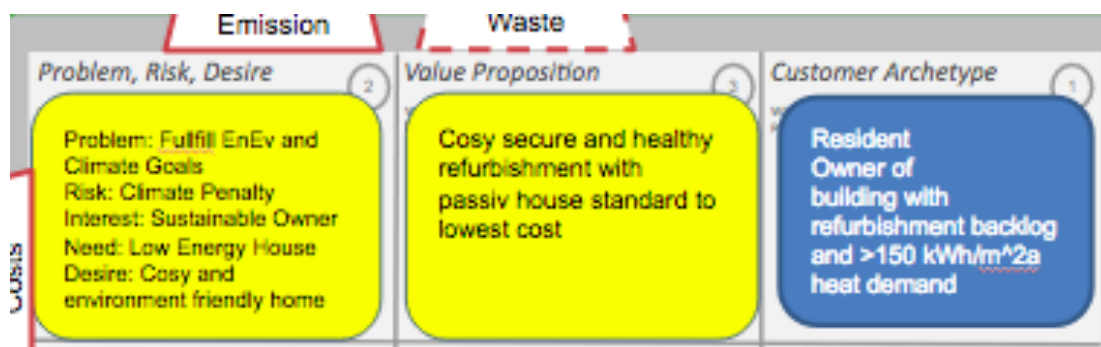 Emission
Waste
Problem, Risk, Desire
2
Value Proposition
3
Customer Archetype
1
Problem: Fullfill EnEv and
Climate Goals
Risk: Climate Penalty
Interest: Sustainable Owner
Need: Low Energy House
Desire: Cosy and
environment friendly home
Cosy secure and healthy
refurbishment with
passiv house standard to
lowest cost
Resident
Owner of
building with
refurbishment backlog
and >150 kWh/m^2a
heat demand
Costs